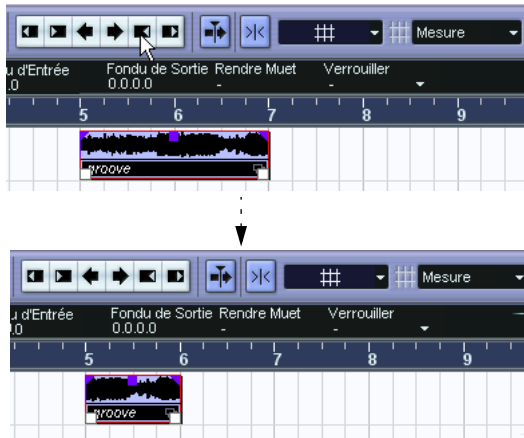 Mesure
u d'Entrée Fondu de Sortie Rendre Muet Verrouiller
.0 0.0.0.0 - -
5 6 7 8 9
groove
Mesure
u d'Entrée Fondu de Sortie Rendre Muet Verrouiller
.0 0.0.0.0 - -
5 6 7 8 9
groove